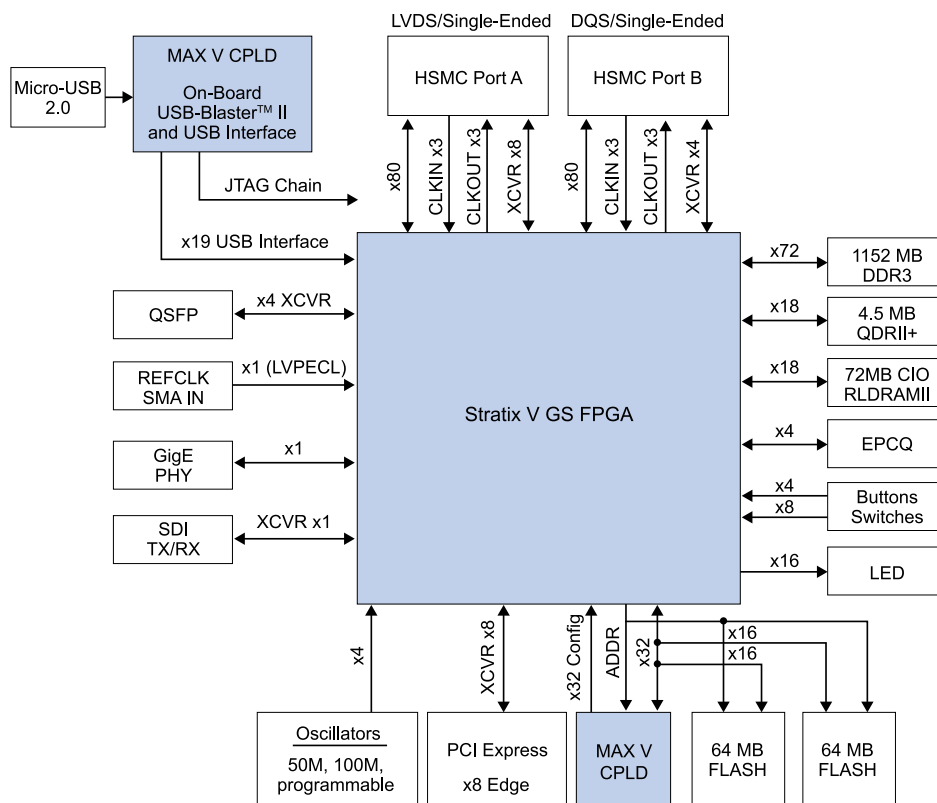 LVDS/Single-Ended
DQS/Single-Ended
MAX V CPLD
On-Board
USB-Blaster™ II
and USB Interface
Micro-USB
2.0
HSMC Port A
HSMC Port B
x80
CLKIN x3
CLKOUT x3
XCVR x8
x80
CLKIN x3
CLKOUT x3
XCVR x4
JTAG Chain
x19 USB Interface
QSFP
x4 XCVR
REFCLK
SMA IN
x1 (LVPECL)
GigE
PHY
x1
SDI
TX/RX
XCVR x1
Stratix V GS FPGA
x72
1152 MB
DDR3
x18
4.5 MB
QDRII+
x18
72MB CIO
RLDRAMII
x4
EPCQ
x4
x8
Buttons
Switches
x16
LED
x4
XCVR x8
x32 Config
ADDR
x32
x16
x16
Oscillators
50M, 100M,
programmable
PCI Express
x8 Edge
MAX V
CPLD
64 MB
FLASH
64 MB
FLASH